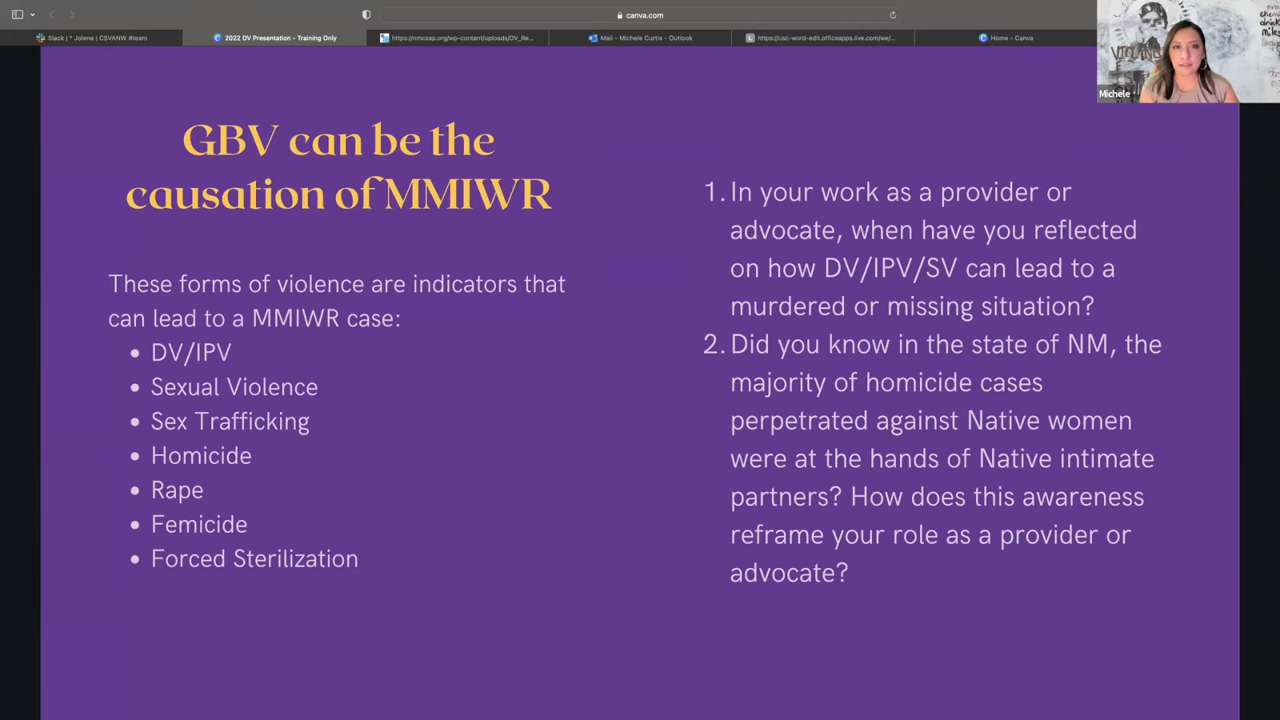 canva.com
Slack | * Jolene | CSVANW #team
2022 DV Presentation - Training Only
https://nmcsap.org/wp-content/uploads/DV_Re...
Mail - Michele Curtis - Outlook
https://usc-word-edit.officeapps.live.com/we/...
Home - Canva
Michele
GBV can be the
causation of MMIWR
These forms of violence are indicators that
can lead to a MMIWR case:
• DV/IPV
• Sexual Violence
• Sex Trafficking
• Homicide
• Rape
• Femicide
• Forced Sterilization
1. In your work as a provider or
advocate, when have you reflected
on how DV/IPV/SV can lead to a
murdered or missing situation?
2. Did you know in the state of NM, the
majority of homicide cases
perpetrated against Native women
were at the hands of Native intimate
partners? How does this awareness
reframe your role as a provider or
advocate?